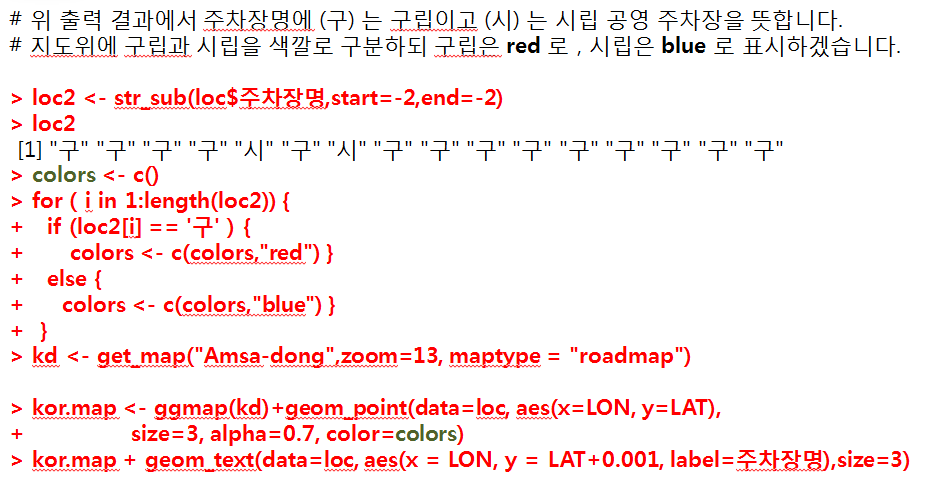 # 위 출력 결과에서 주차장명에 (구) 는 구립이고 (시) 는 시립 공영 주차장을 뜻합니다.
# 지도위에 구립과 시립을 색깔로 구분하되 구립은 red 로 , 시립은 blue 로 표시하겠습니다.
> loc2 <- str_sub(loc$주차장명,start=-2,end=-2)
> loc2
[1] "구" "구" "구" "구" "시" "구" "시" "구" "구" "구" "구" "구" "구" "구" "구" "구"
> colors <- c()
> for ( i in 1:length(loc2)) {
+ if (loc2[i] == '구' ) {
+ colors <- c(colors,"red") }
+ else {
+ colors <- c(colors,"blue") }
+ }
> kd <- get_map("Amsa-dong",zoom=13, maptype = "roadmap")
> kor.map <- ggmap(kd)+geom_point(data=loc, aes(x=LON, y=LAT),
+ size=3, alpha=0.7, color=colors)
> kor.map + geom_text(data=loc, aes(x = LON, y = LAT+0.001, label=주차장명),size=3)